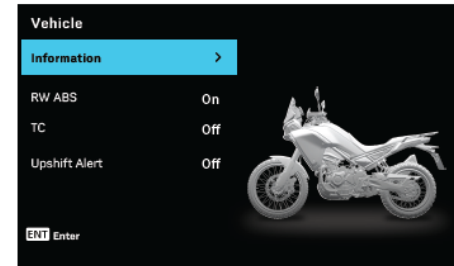 Vehicle
Information >
RW ABS On
TC Off
Upshift Alert Off
ENT Enter